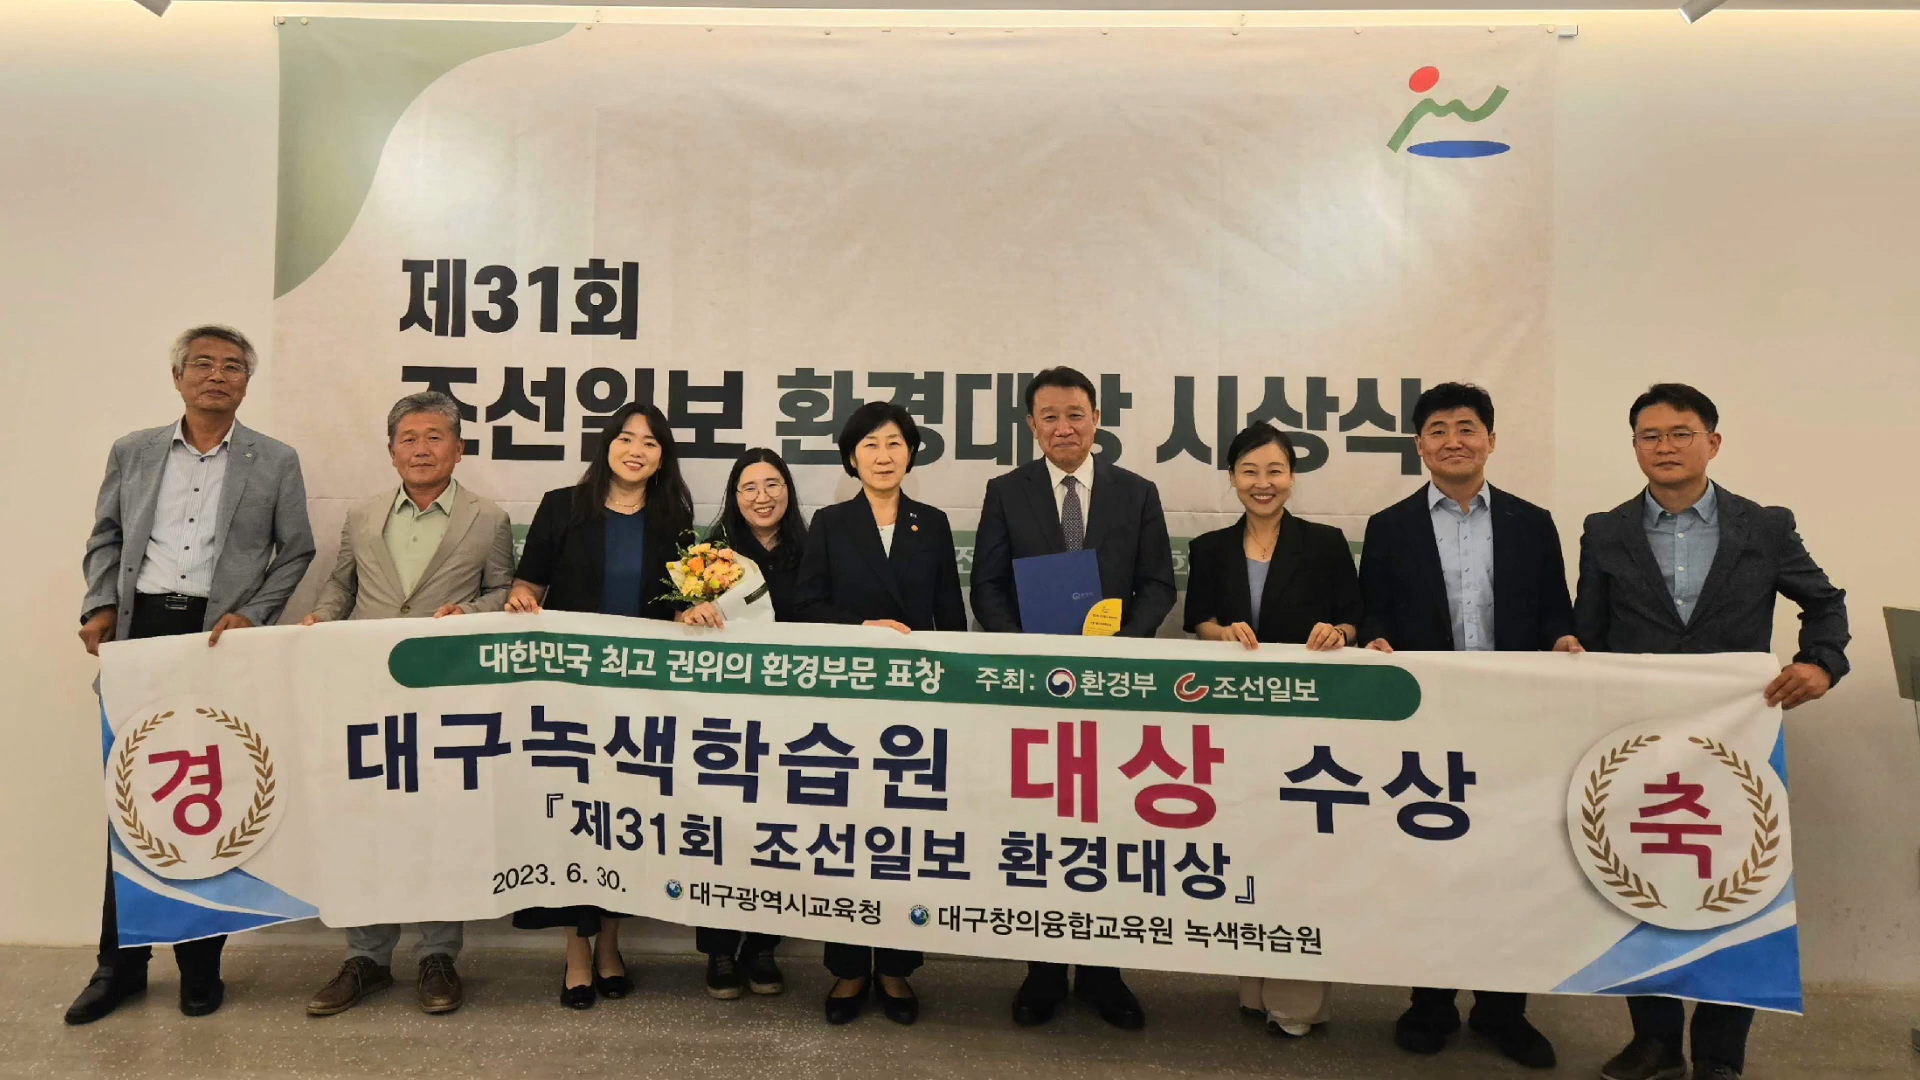 제31회
조선일보 환경대상 시상식
대한민국 최고 권위의 환경부문 표창 주최: 환경부 조선일보
경
대구녹색학습원 대상 수상
축
『제31회 조선일보 환경대상』
2023. 6. 30. 대구광역시교육청 대구창의융합교육원 녹색학습원